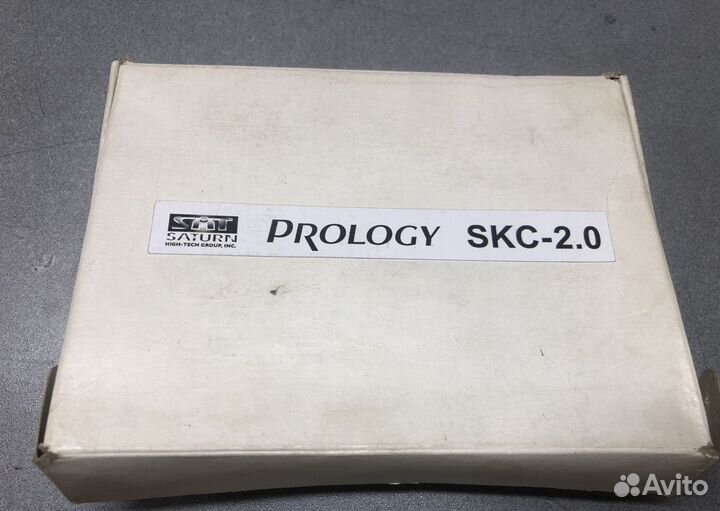 SAT
SATURN
HIGH-TECH GROUP, INC.
PROLOGY SKC-2.0
Avito